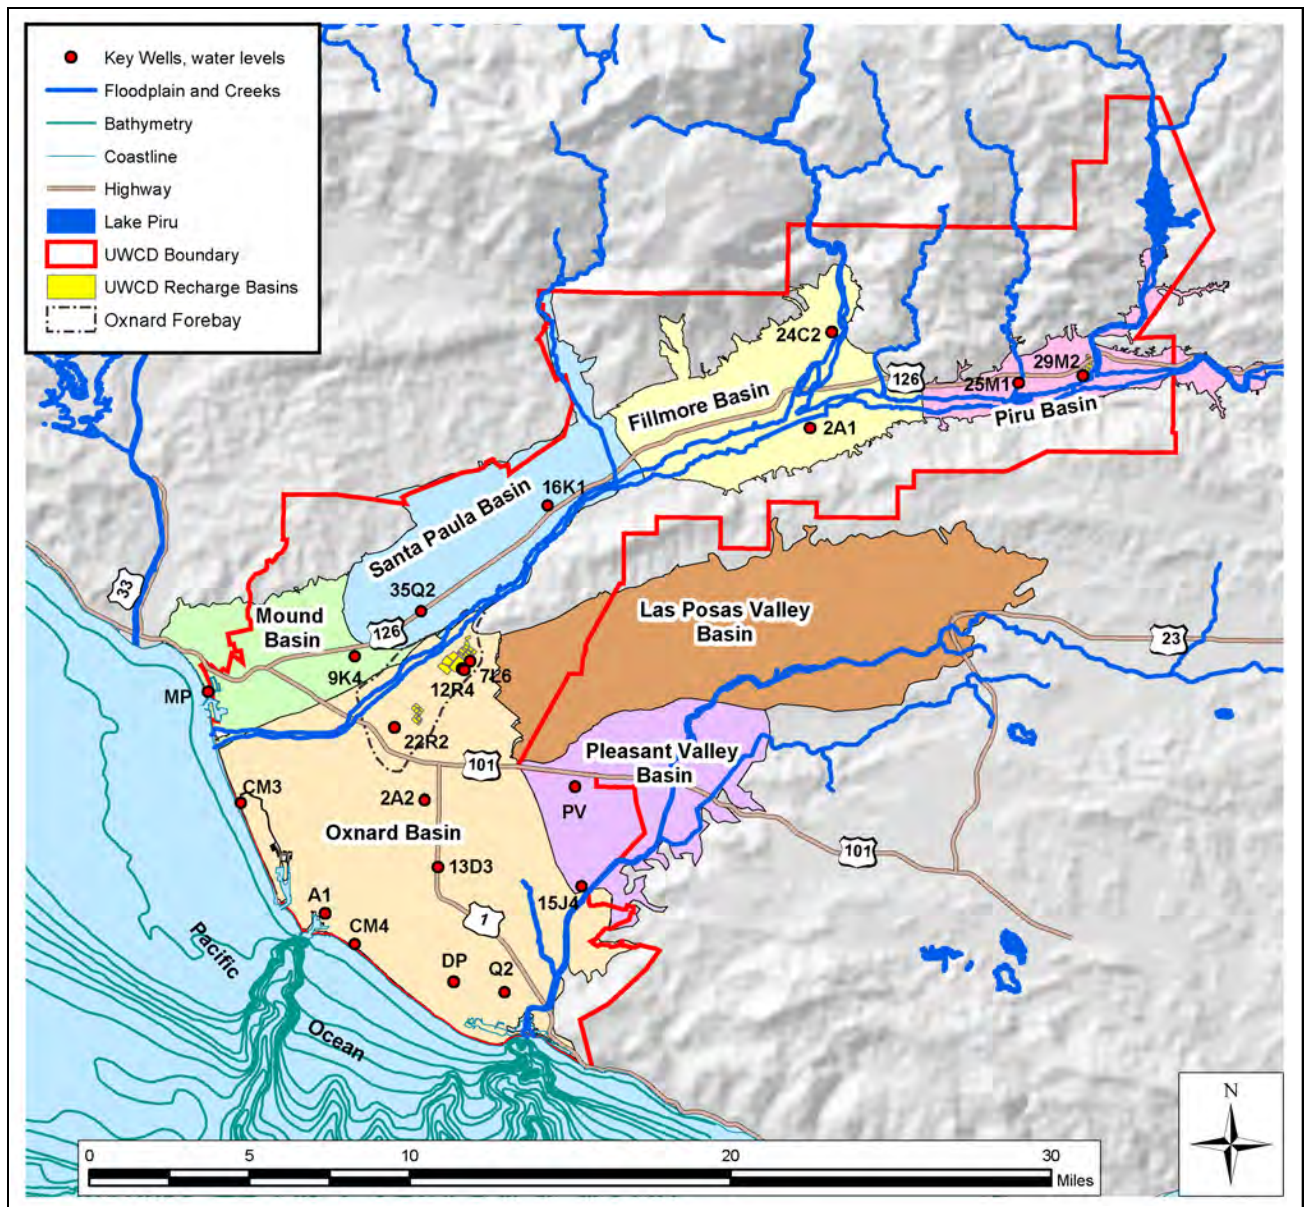 Key Wells, water levels
Floodplain and Creeks
Bathymetry
Coastline
Highway
Lake Piru
UWCD Boundary
UWCD Recharge Basins
Oxnard Forebay
24C2
126
25M1
29M2
Fillmore Basin
Piru Basin
2A1
16K1
Santa Paula Basin
33
35Q2
Mound
Basin
126
Las Posas Valley
Basin
23
9K4
12R4
7L6
MP
22R2
101
Pleasant Valley
Basin
CM3
2A2
PV
Oxnard Basin
101
13D3
A1
15J4
1
CM4
Pacific
DP
Q2
Ocean
N
0
5
10
20
30
Miles